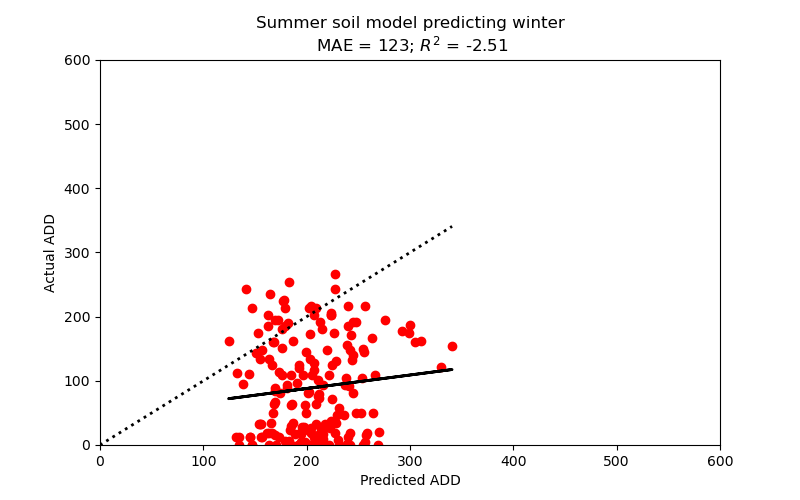 Summer soil model predicting winter
MAE = 123; R² = -2.51
600
500
400
300
200
100
0
Actual ADD
0 100 200 300 400 500 600
Predicted ADD